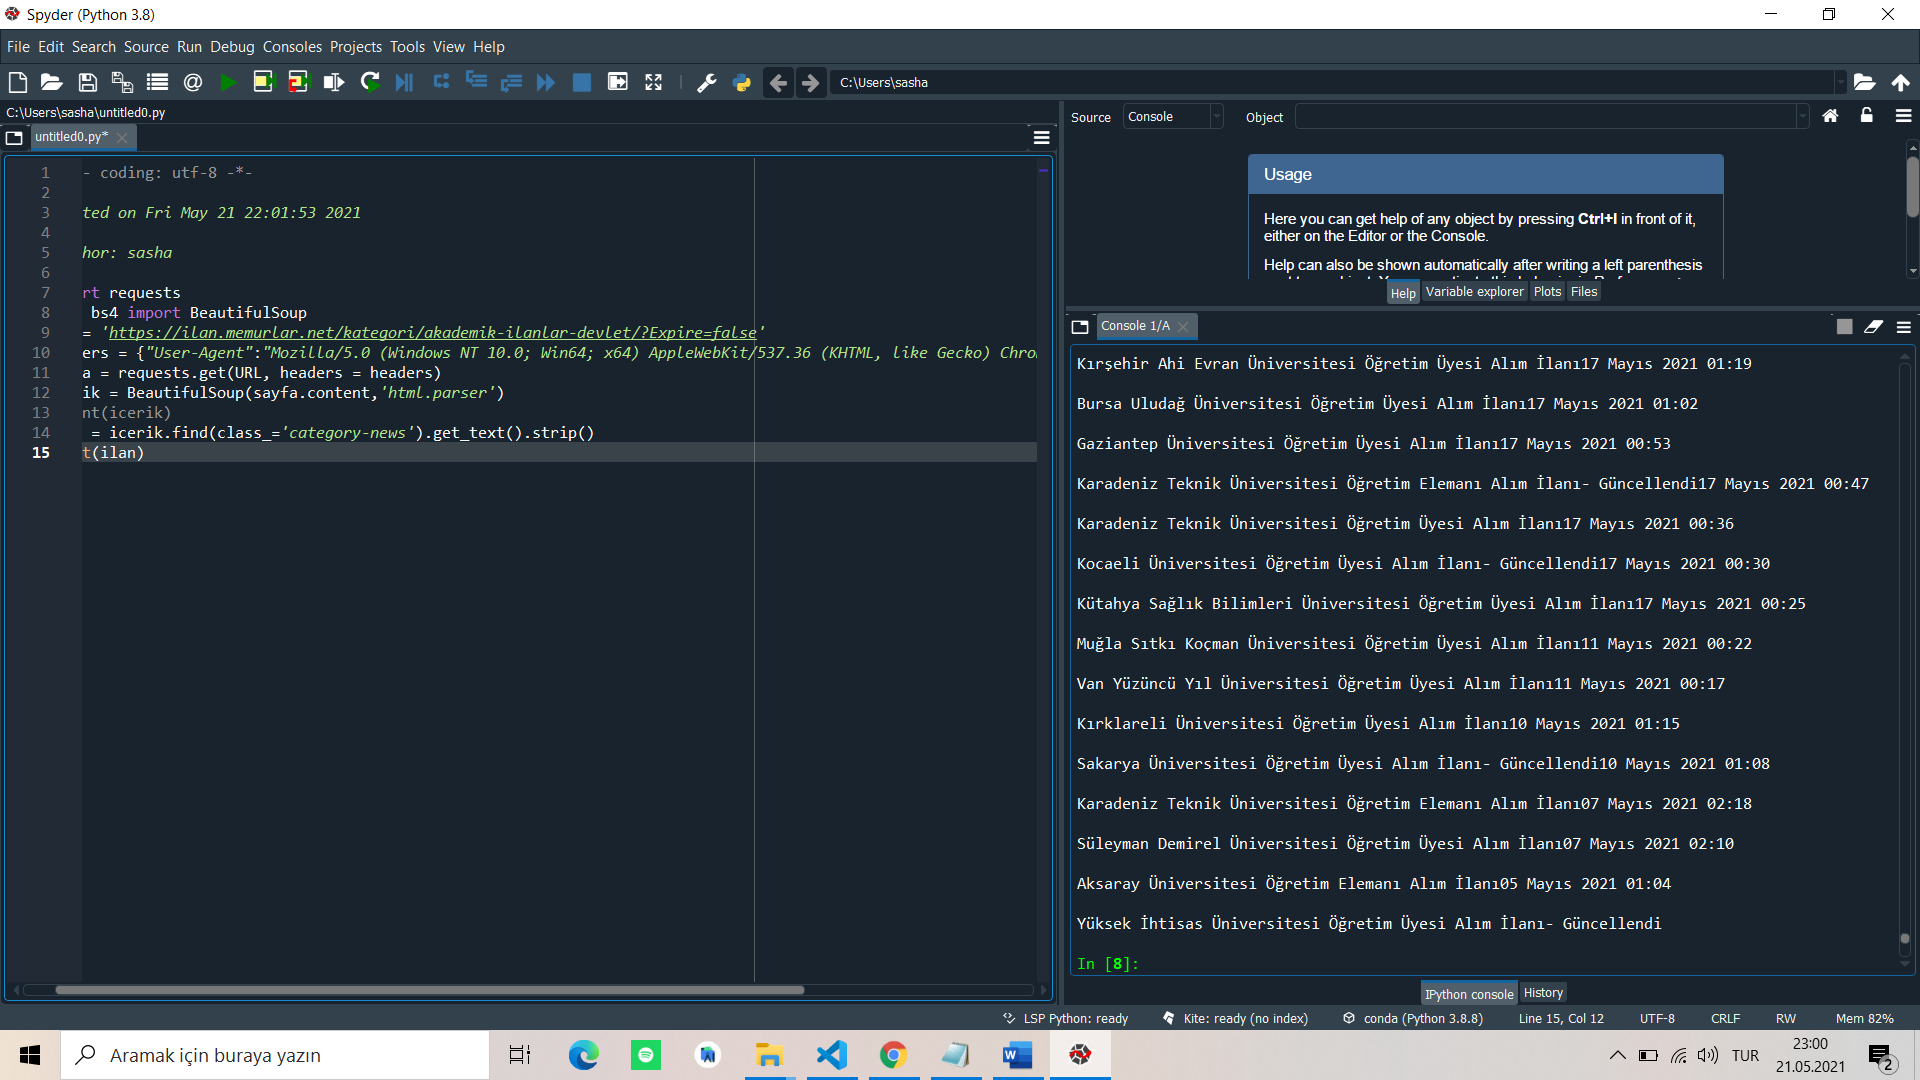 Spyder (Python 3.8)
File Edit Search Source Run Debug Consoles Projects Tools View Help
C:\Users\sasha
C:\Users\sasha\untitled0.py
untitled0.py*
1 - coding: utf-8 -*-
2
3 ted on Fri May 21 22:01:53 2021
4
5 hor: sasha
6
7 rt requests
8 bs4 import BeautifulSoup
9 = 'https://ilan.memurlar.net/kategori/akademik-ilanlar-devlet/?Expire=false'
10 ers = {"User-Agent":"Mozilla/5.0 (Windows NT 10.0; Win64; x64) AppleWebKit/537.36 (KHTML, like Gecko) Chro
11 a = requests.get(URL, headers = headers)
12 ik = BeautifulSoup(sayfa.content,'html.parser')
13 nt(icerik)
14 = icerik.find(class_='category-news').get_text().strip()
15 t(ilan)
Source Console Object
Usage
Here you can get help of any object by pressing Ctrl+I in front of it,
either on the Editor or the Console.
Help can also be shown automatically after writing a left parenthesis
Help Variable explorer Plots Files
Console 1/A
Kırşehir Ahi Evran Üniversitesi Öğretim Üyesi Alım İlanı17 Mayıs 2021 01:19
Bursa Uludağ Üniversitesi Öğretim Üyesi Alım İlanı17 Mayıs 2021 01:02
Gaziantep Üniversitesi Öğretim Üyesi Alım İlanı17 Mayıs 2021 00:53
Karadeniz Teknik Üniversitesi Öğretim Elemanı Alım İlanı- Güncellendi17 Mayıs 2021 00:47
Karadeniz Teknik Üniversitesi Öğretim Üyesi Alım İlanı17 Mayıs 2021 00:36
Kocaeli Üniversitesi Öğretim Üyesi Alım İlanı- Güncellendi17 Mayıs 2021 00:30
Kütahya Sağlık Bilimleri Üniversitesi Öğretim Üyesi Alım İlanı17 Mayıs 2021 00:25
Muğla Sıtkı Koçman Üniversitesi Öğretim Üyesi Alım İlanı11 Mayıs 2021 00:22
Van Yüzüncü Yıl Üniversitesi Öğretim Üyesi Alım İlanı11 Mayıs 2021 00:17
Kırklareli Üniversitesi Öğretim Üyesi Alım İlanı10 Mayıs 2021 01:15
Sakarya Üniversitesi Öğretim Üyesi Alım İlanı- Güncellendi10 Mayıs 2021 01:08
Karadeniz Teknik Üniversitesi Öğretim Elemanı Alım İlanı07 Mayıs 2021 02:18
Süleyman Demirel Üniversitesi Öğretim Üyesi Alım İlanı07 Mayıs 2021 02:10
Aksaray Üniversitesi Öğretim Elemanı Alım İlanı05 Mayıs 2021 01:04
Yüksek İhtisas Üniversitesi Öğretim Üyesi Alım İlanı- Güncellendi
In [8]:
IPython console History
LSP Python: ready Kite: ready (no index) conda (Python 3.8.8) Line 15, Col 12 UTF-8 CRLF RW Mem 82%
Aramak için buraya yazın
TUR
23:00
21.05.2021
2